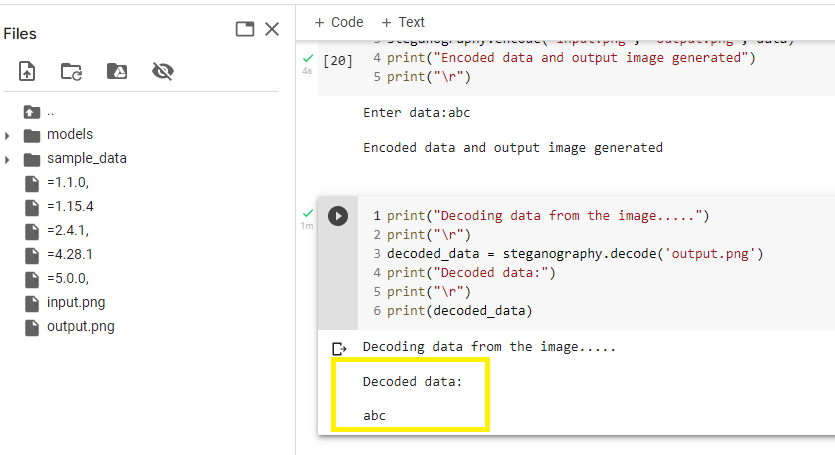 Files
..
models
sample_data
=1.1.0,
=1.15.4
=2.4.1,
=4.28.1
=5.0.0,
input.png
output.png
+ Code + Text
4s
[20]
3 steganography.encode('input.png', 'output.png', data)
4 print("Encoded data and output image generated")
5 print("\r")
Enter data:abc
Encoded data and output image generated
1m
1 print("Decoding data from the image.....")
2 print("\r")
3 decoded_data = steganography.decode('output.png')
4 print("Decoded data:")
5 print("\r")
6 print(decoded_data)
Decoding data from the image.....
Decoded data:
abc